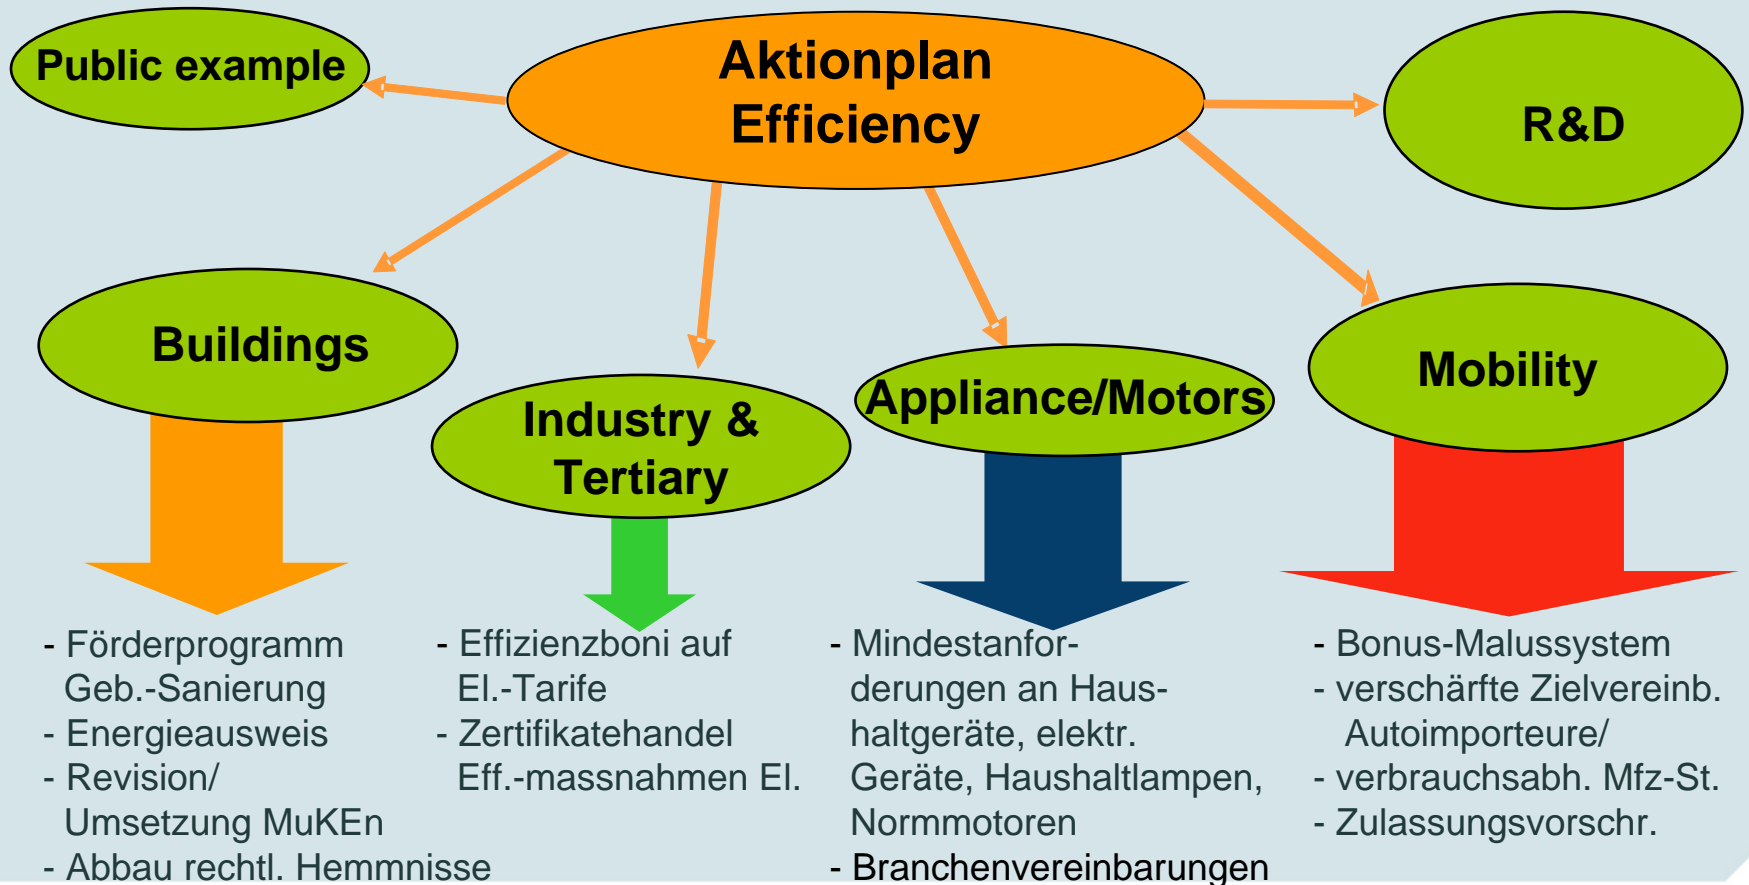 Public example
Aktionplan
Efficiency
R&D
Buildings
Industry &
Tertiary
Appliance/Motors
Mobility
- Förderprogramm
Geb.-Sanierung
- Energieausweis
- Revision/
Umsetzung MuKEn
- Abbau rechtl. Hemmnisse
- Effizienzboni auf
El.-Tarife
- Zertifikatehandel
Eff.-massnahmen El.
- Mindestanfor-
derungen an Haus-
haltgeräte, elektr.
Geräte, Haushaltlampen,
Normmotoren
- Branchenvereinbarungen
- Bonus-Malussystem
- verschärfte Zielvereinb.
Autoimporteure/
- verbrauchsabh. Mfz-St.
- Zulassungsvorschr.